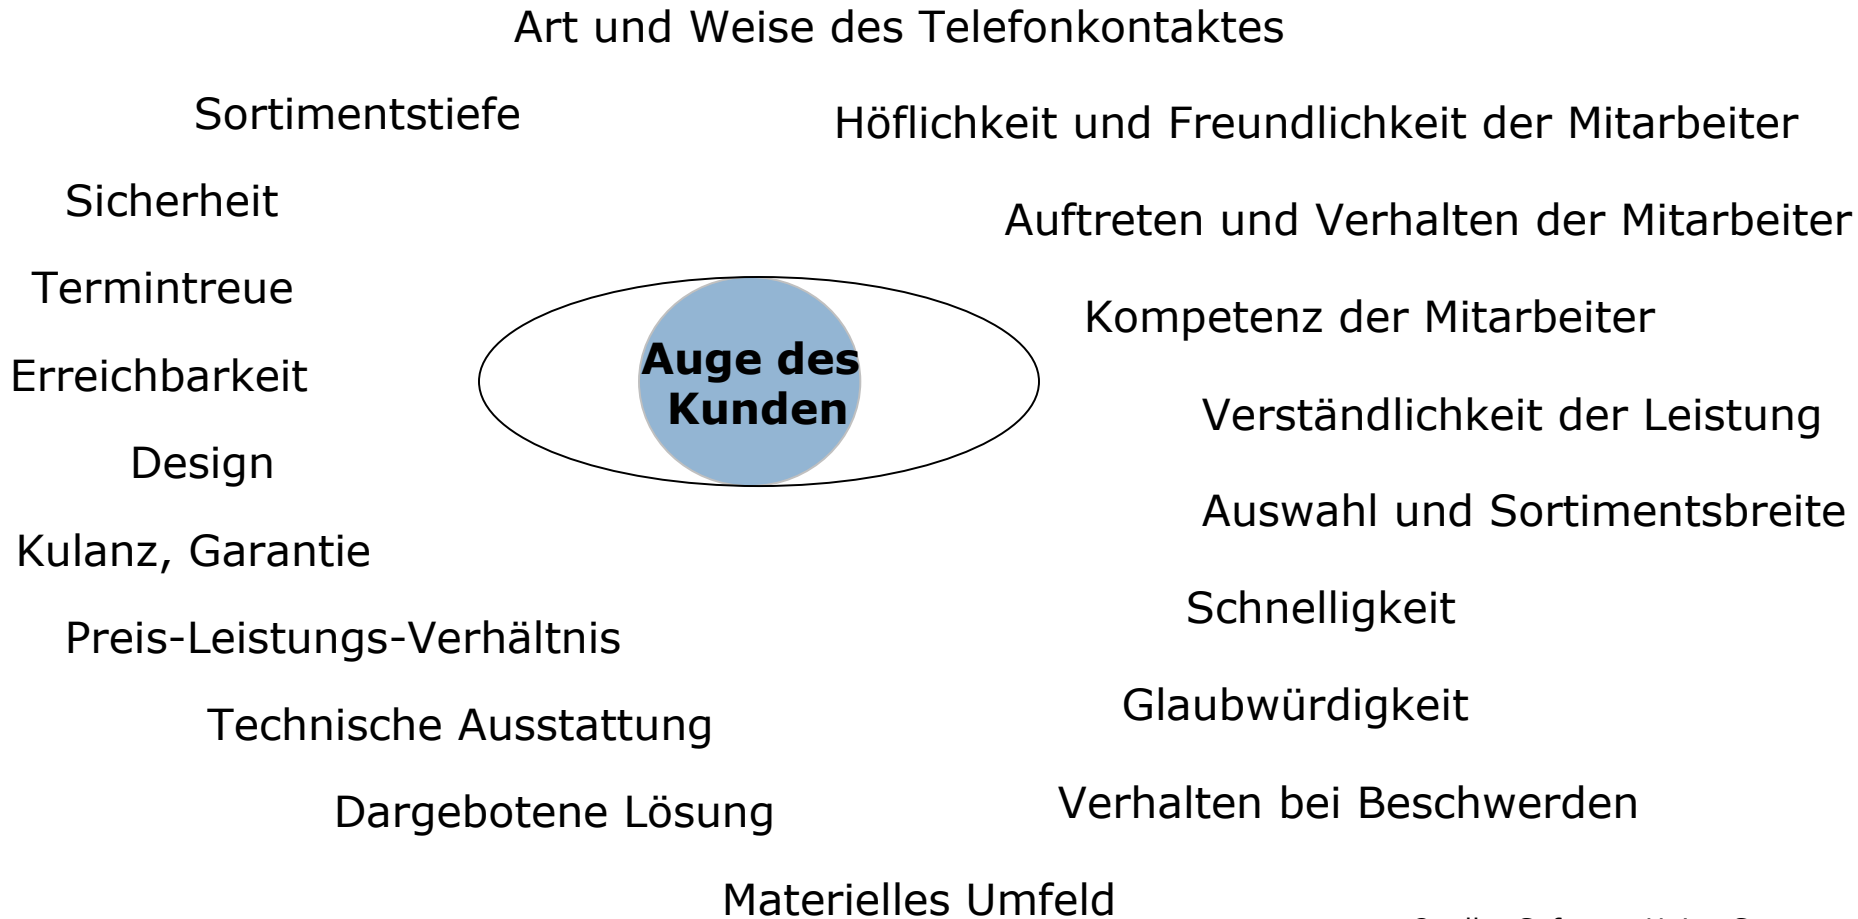 Art und Weise des Telefonkontaktes
Sortimentstiefe
Höflichkeit und Freundlichkeit der Mitarbeiter
Sicherheit
Auftreten und Verhalten der Mitarbeiter
Termintreue
Kompetenz der Mitarbeiter
Auge des
Kunden
Erreichbarkeit
Verständlichkeit der Leistung
Design
Auswahl und Sortimentsbreite
Kulanz, Garantie
Schnelligkeit
Preis-Leistungs-Verhältnis
Glaubwürdigkeit
Technische Ausstattung
Verhalten bei Beschwerden
Dargebotene Lösung
Materielles Umfeld